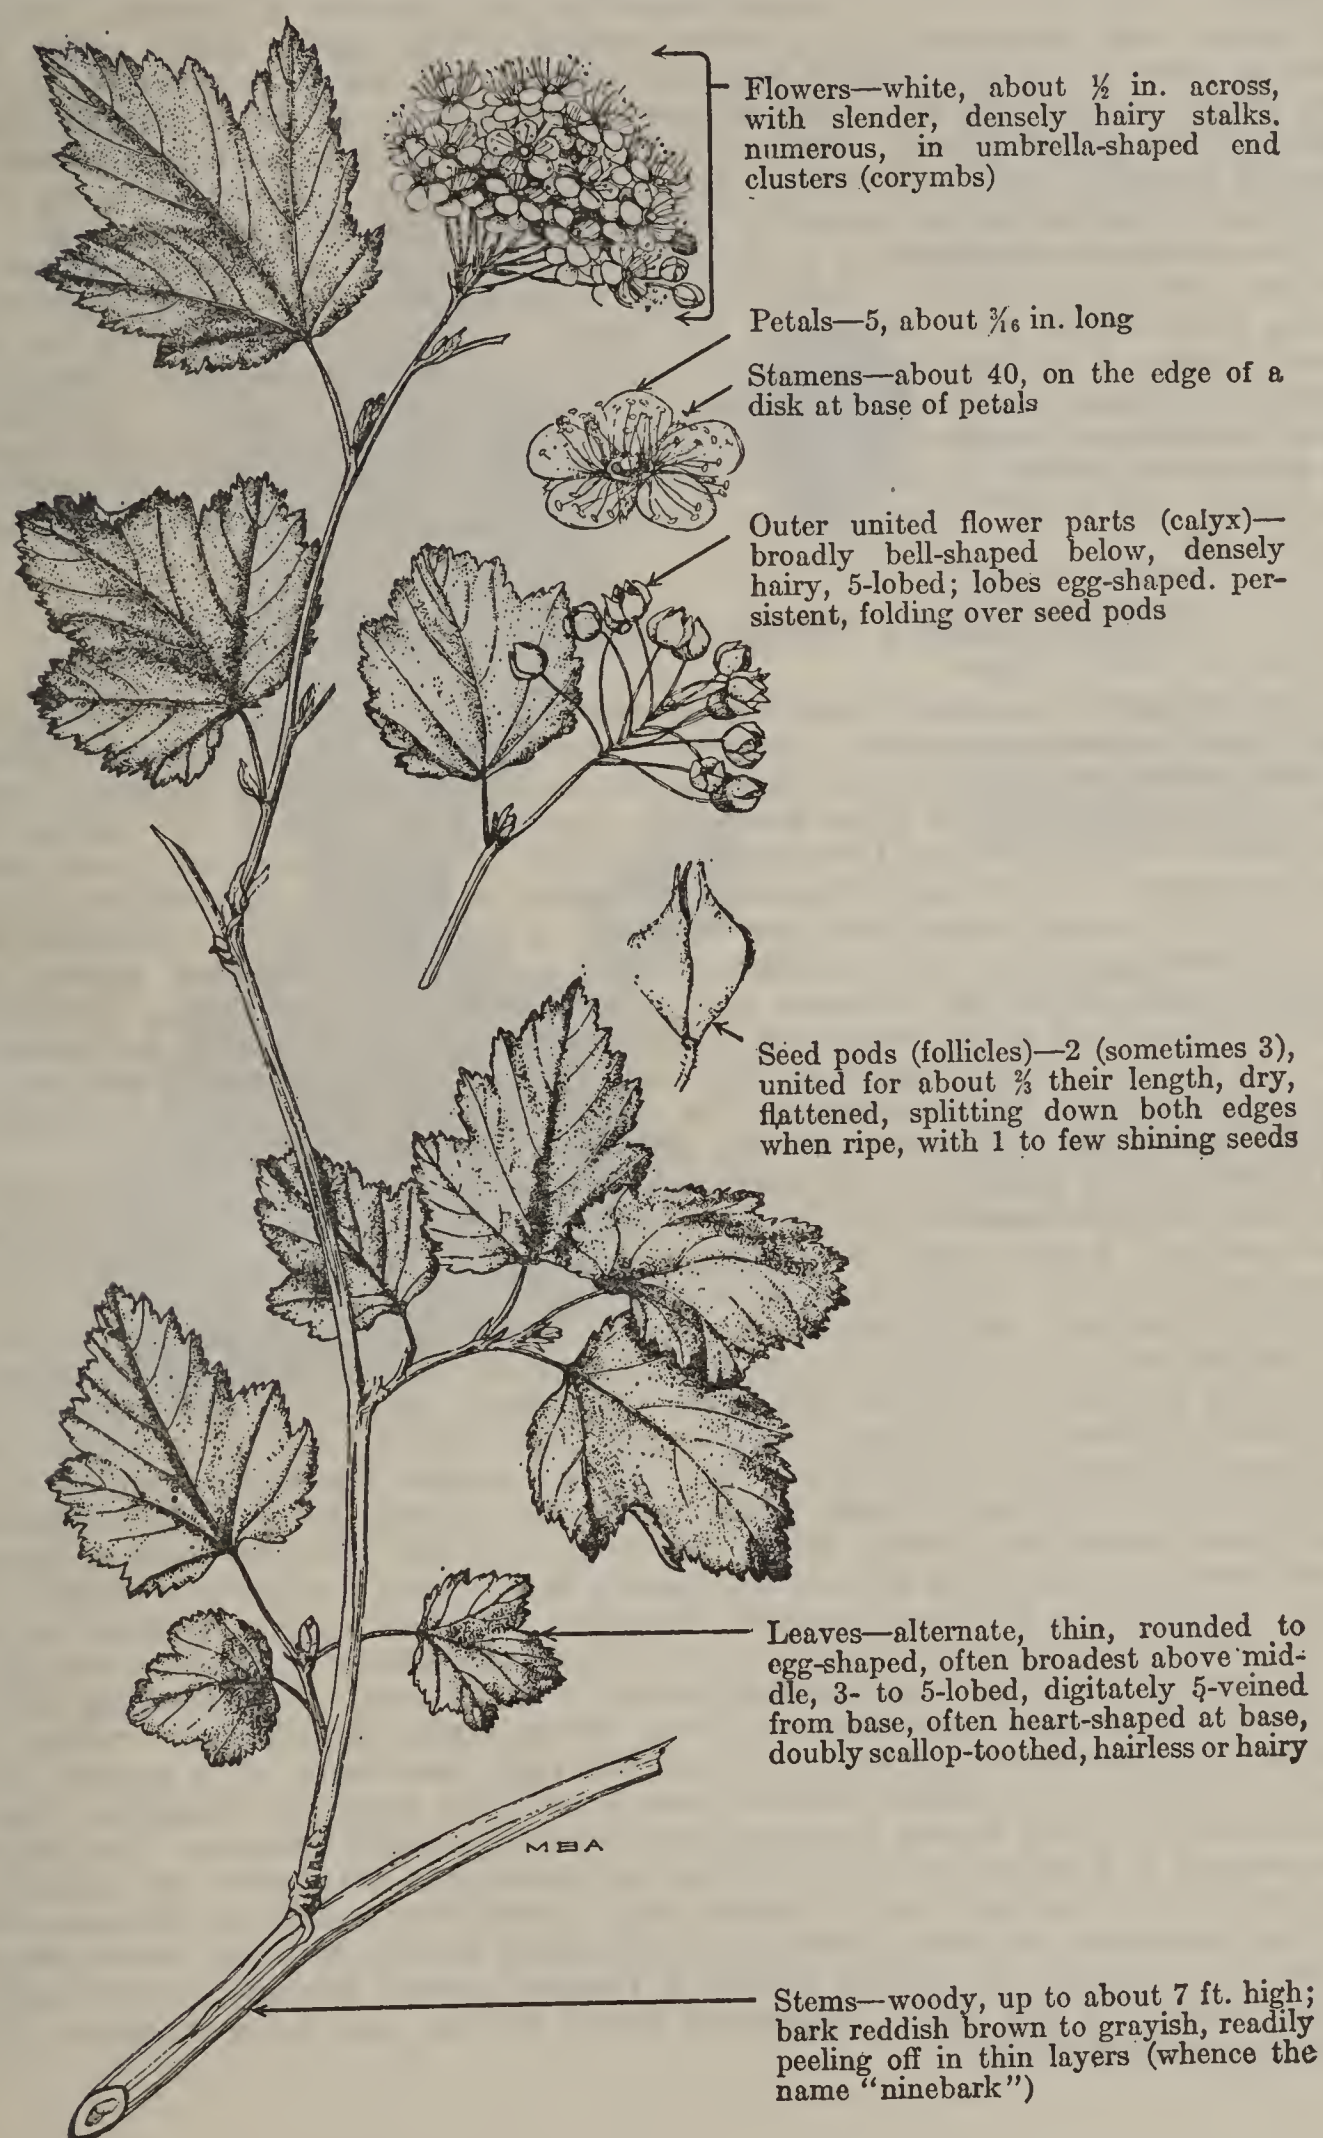 Flowers—white, about ½ in. across,
with slender, densely hairy stalks.
numerous, in umbrella-shaped end
clusters (corymbs)
Petals—5, about 3/16 in. long
Stamens—about 40, on the edge of a
disk at base of petals
Outer united flower parts (calyx)—
broadly bell-shaped below, densely
hairy, 5-lobed; lobes egg-shaped. per-
sistent, folding over seed pods
Seed pods (follicles)—2 (sometimes 3),
united for about ⅔ their length, dry,
flattened, splitting down both edges
when ripe, with 1 to few shining seeds
Leaves—alternate, thin, rounded to
egg-shaped, often broadest above mid-
dle, 3- to 5-lobed, digitately 5-veined
from base, often heart-shaped at base,
doubly scallop-toothed, hairless or hairy
MBA
Stems—woody, up to about 7 ft. high;
bark reddish brown to grayish, readily
peeling off in thin layers (whence the
name "ninebark")